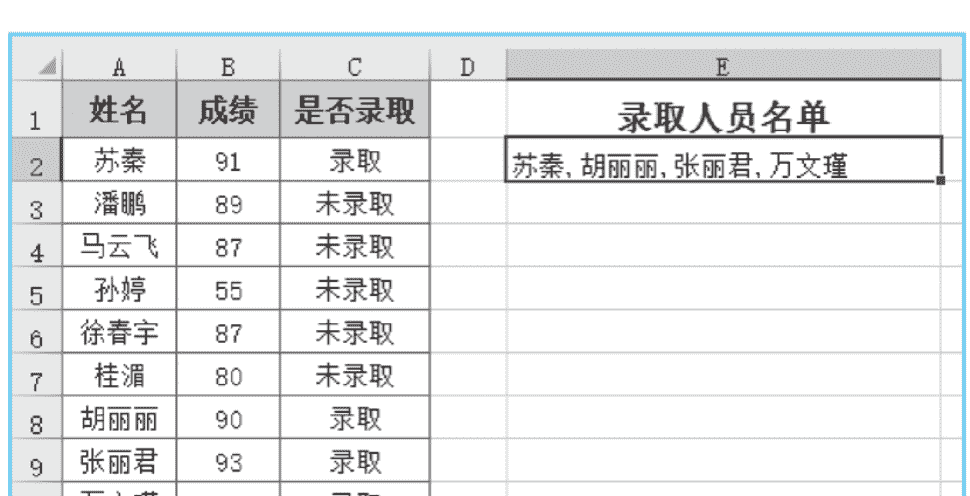 A B C D E
1 姓名 成绩 是否录取 录取人员名单
2 苏秦 91 录取 苏秦,胡丽丽,张丽君,万文瑾
3 潘鹏 89 未录取
4 马云飞 87 未录取
5 孙婷 55 未录取
6 徐春宇 87 未录取
7 桂湄 80 未录取
8 胡丽丽 90 录取
9 张丽君 93 录取